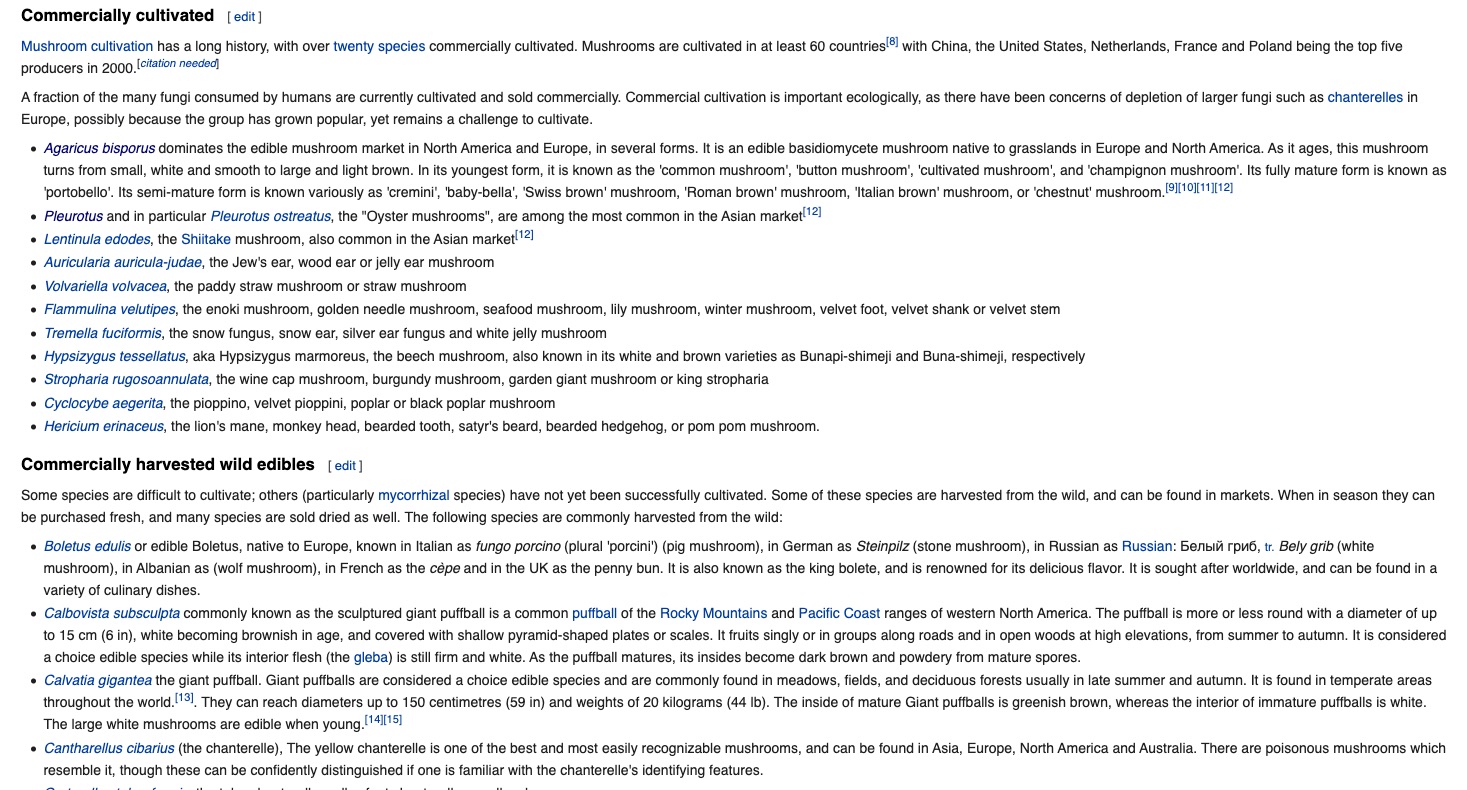 Commercially cultivated [ edit ]
Mushroom cultivation has a long history, with over twenty species commercially cultivated. Mushrooms are cultivated in at least 60 countries[8] with China, the United States, Netherlands, France and Poland being the top five
producers in 2000.[citation needed]
A fraction of the many fungi consumed by humans are currently cultivated and sold commercially. Commercial cultivation is important ecologically, as there have been concerns of depletion of larger fungi such as chanterelles in
Europe, possibly because the group has grown popular, yet remains a challenge to cultivate.
• Agaricus bisporus dominates the edible mushroom market in North America and Europe, in several forms. It is an edible basidiomycete mushroom native to grasslands in Europe and North America. As it ages, this mushroom
turns from small, white and smooth to large and light brown. In its youngest form, it is known as the 'common mushroom', 'button mushroom', 'cultivated mushroom', and 'champignon mushroom'. Its fully mature form is known as
'portobello'. Its semi-mature form is known variously as 'cremini', 'baby-bella', 'Swiss brown' mushroom, 'Roman brown' mushroom, 'Italian brown' mushroom, or 'chestnut' mushroom.[9][10][11][12]
• Pleurotus and in particular Pleurotus ostreatus, the "Oyster mushrooms", are among the most common in the Asian market[12]
• Lentinula edodes, the Shiitake mushroom, also common in the Asian market[12]
• Auricularia auricula-judae, the Jew's ear, wood ear or jelly ear mushroom
• Volvariella volvacea, the paddy straw mushroom or straw mushroom
• Flammulina velutipes, the enoki mushroom, golden needle mushroom, seafood mushroom, lily mushroom, winter mushroom, velvet foot, velvet shank or velvet stem
• Tremella fuciformis, the snow fungus, snow ear, silver ear fungus and white jelly mushroom
• Hypsizygus tessellatus, aka Hypsizygus marmoreus, the beech mushroom, also known in its white and brown varieties as Bunapi-shimeji and Buna-shimeji, respectively
• Stropharia rugosoannulata, the wine cap mushroom, burgundy mushroom, garden giant mushroom or king stropharia
• Cyclocybe aegerita, the pioppino, velvet pioppini, poplar or black poplar mushroom
• Hericium erinaceus, the lion's mane, monkey head, bearded tooth, satyr's beard, bearded hedgehog, or pom pom mushroom.
Commercially harvested wild edibles [ edit ]
Some species are difficult to cultivate; others (particularly mycorrhizal species) have not yet been successfully cultivated. Some of these species are harvested from the wild, and can be found in markets. When in season they can
be purchased fresh, and many species are sold dried as well. The following species are commonly harvested from the wild:
• Boletus edulis or edible Boletus, native to Europe, known in Italian as fungo porcino (plural 'porcini') (pig mushroom), in German as Steinpilz (stone mushroom), in Russian as Russian: Белый гриб, tr. Bely grib (white
mushroom), in Albanian as (wolf mushroom), in French as the cèpe and in the UK as the penny bun. It is also known as the king bolete, and is renowned for its delicious flavor. It is sought after worldwide, and can be found in a
variety of culinary dishes.
• Calbovista subsculpta commonly known as the sculptured giant puffball is a common puffball of the Rocky Mountains and Pacific Coast ranges of western North America. The puffball is more or less round with a diameter of up
to 15 cm (6 in), white becoming brownish in age, and covered with shallow pyramid-shaped plates or scales. It fruits singly or in groups along roads and in open woods at high elevations, from summer to autumn. It is considered
a choice edible species while its interior flesh (the gleba) is still firm and white. As the puffball matures, its insides become dark brown and powdery from mature spores.
• Calvatia gigantea the giant puffball. Giant puffballs are considered a choice edible species and are commonly found in meadows, fields, and deciduous forests usually in late summer and autumn. It is found in temperate areas
throughout the world.[13]. They can reach diameters up to 150 centimetres (59 in) and weights of 20 kilograms (44 lb). The inside of mature Giant puffballs is greenish brown, whereas the interior of immature puffballs is white.
The large white mushrooms are edible when young.[14][15]
• Cantharellus cibarius (the chanterelle), The yellow chanterelle is one of the best and most easily recognizable mushrooms, and can be found in Asia, Europe, North America and Australia. There are poisonous mushrooms which
resemble it, though these can be confidently distinguished if one is familiar with the chanterelle's identifying features.